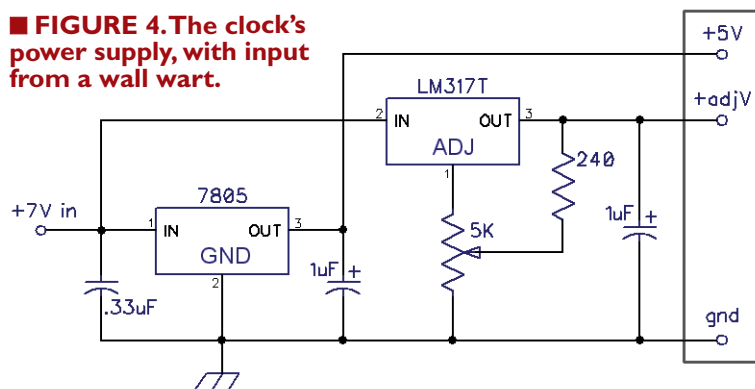 ■ FIGURE 4. The clock's
power supply, with input
from a wall wart.
+5V
LM317T
+adjV
2 IN OUT 3
ADJ
1
240
7805
+7V in
1 IN OUT 3
GND
2
5K
1uF +
1uF +
.33uF
gnd